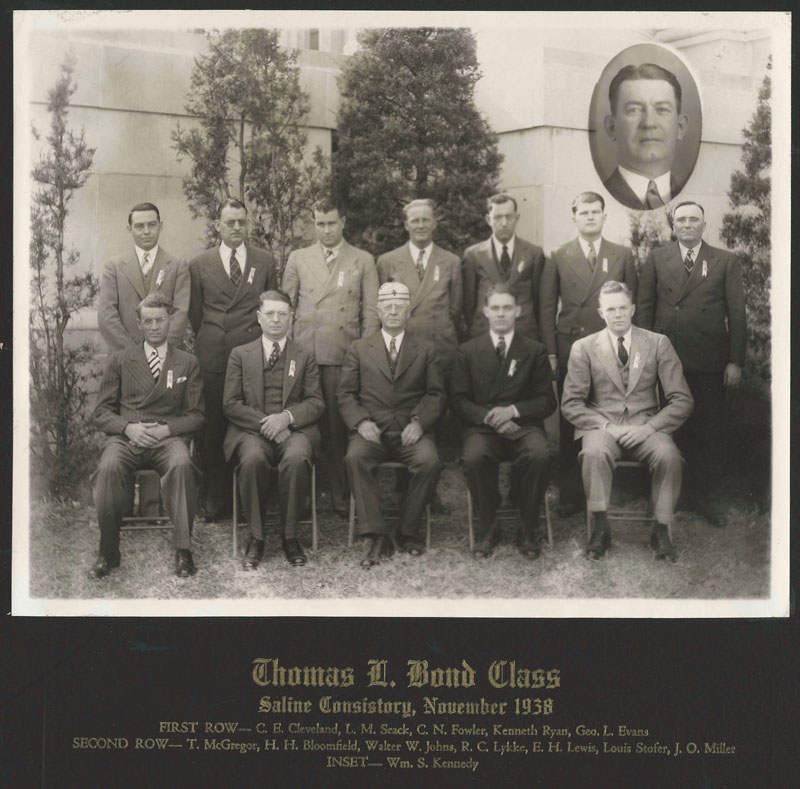 Thomas L. Bond Class
Saline Consistory, November 1938
FIRST ROW— C. E. Cleveland, L. M. Seack, C. N. Fowler, Kenneth Ryan, Geo. L. Evans
SECOND ROW— T. McGregor, H. H. Bloomfield, Walter W. Johns, R. C. Lykke, E. H. Lewis, Louis Stofer, J. O. Miller
INSET— Wm. S. Kennedy